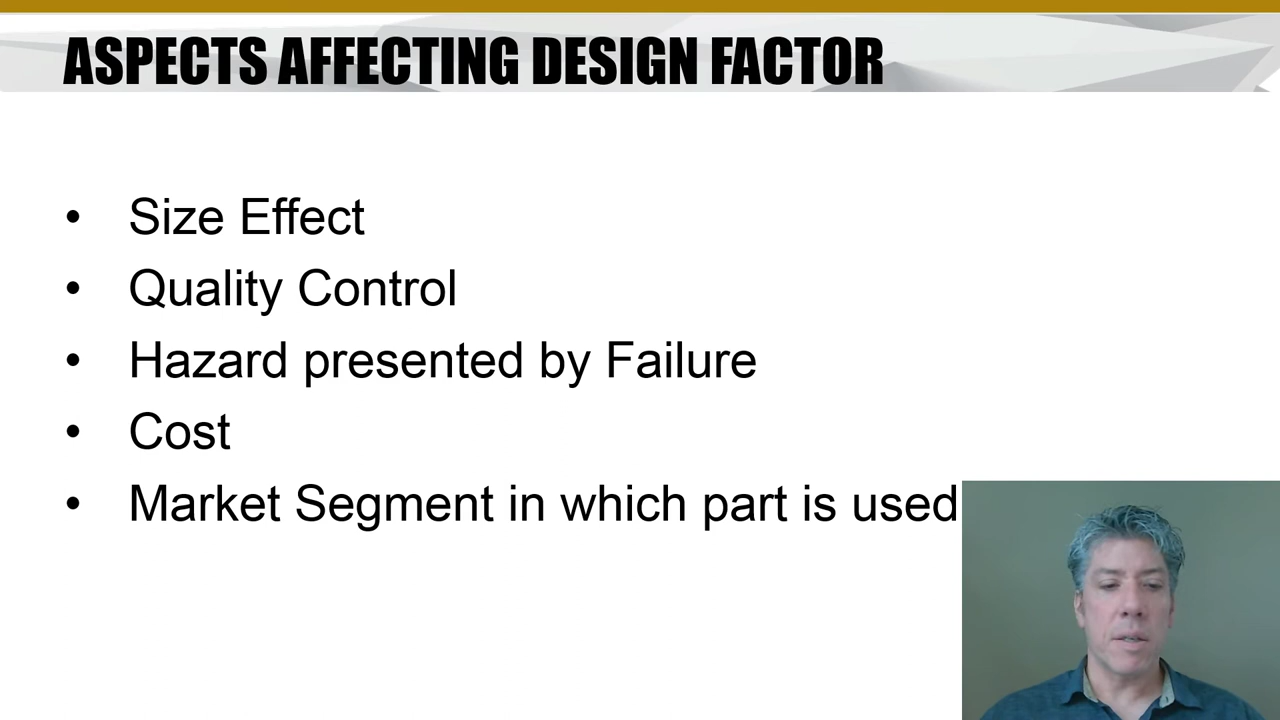 ASPECTS AFFECTING DESIGN FACTOR
• Size Effect
• Quality Control
• Hazard presented by Failure
• Cost
• Market Segment in which part is used